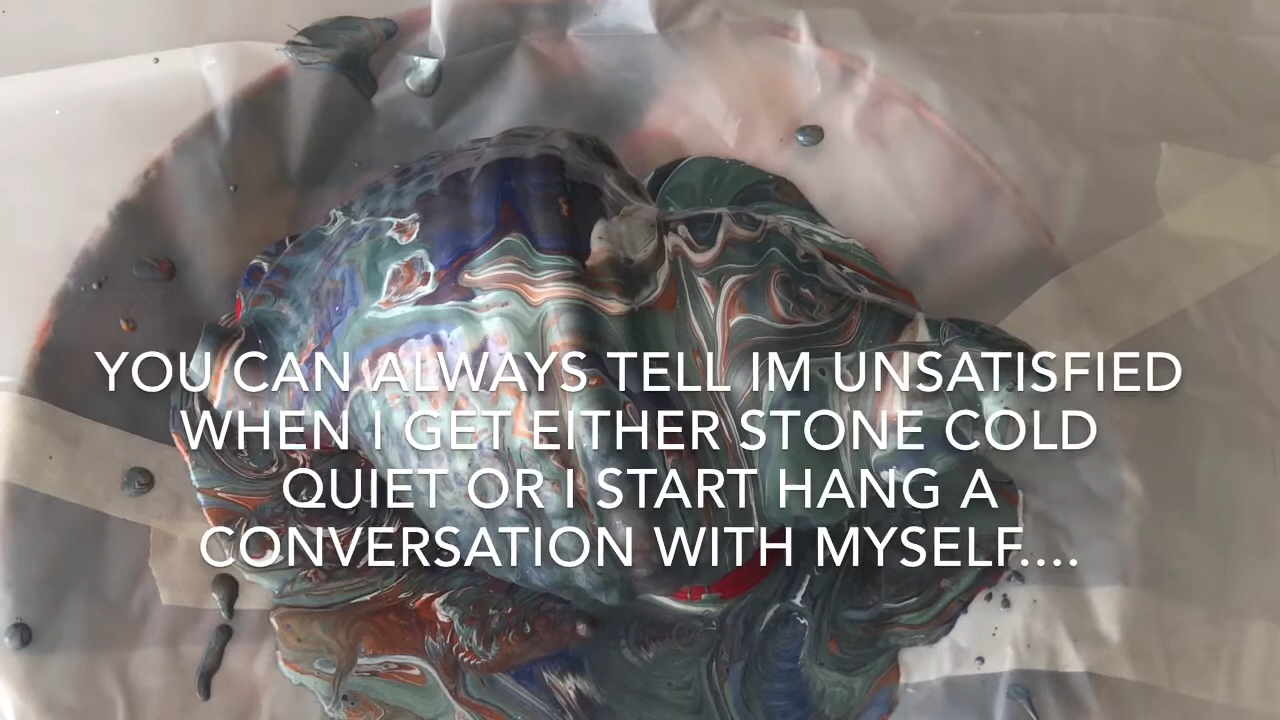 YOU CAN ALWAYS TELL IM UNSATISFIED
WHEN I GET EITHER STONE COLD
QUIET OR I START HANG A
CONVERSATION WITH MYSELF....